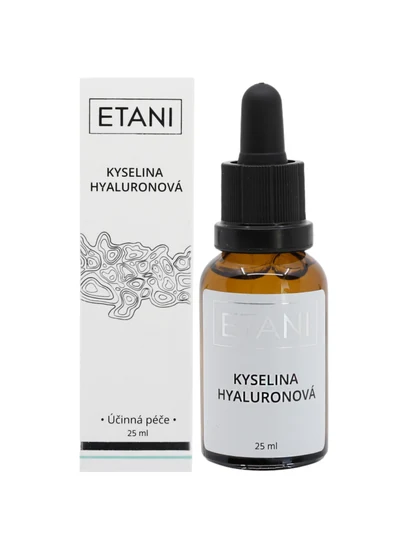 ETANI
KYSELINA
HYALURONOVÁ
• Účinná péče •
25 ml
ETANI
KYSELINA
HYALURONOVÁ
25 ml